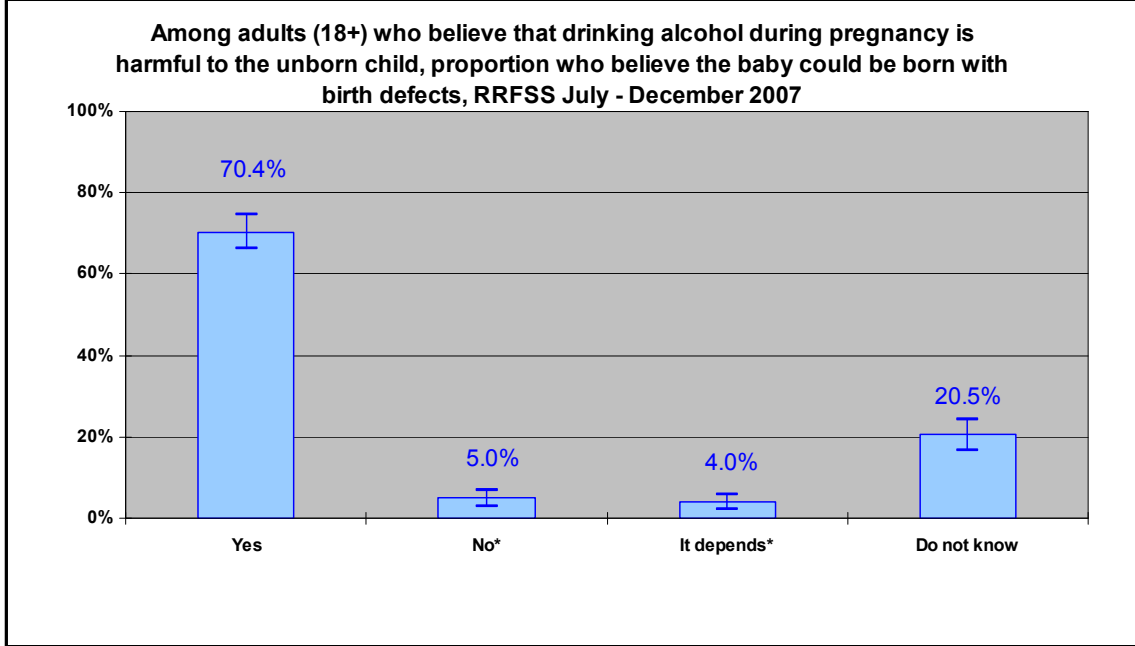 Among adults (18+) who believe that drinking alcohol during pregnancy is
harmful to the unborn child, proportion who believe the baby could be born with
birth defects, RRFSS July - December 2007
100%
80%
60%
40%
20%
0%
70.4%
5.0%
4.0%
20.5%
Yes
No*
It depends*
Do not know